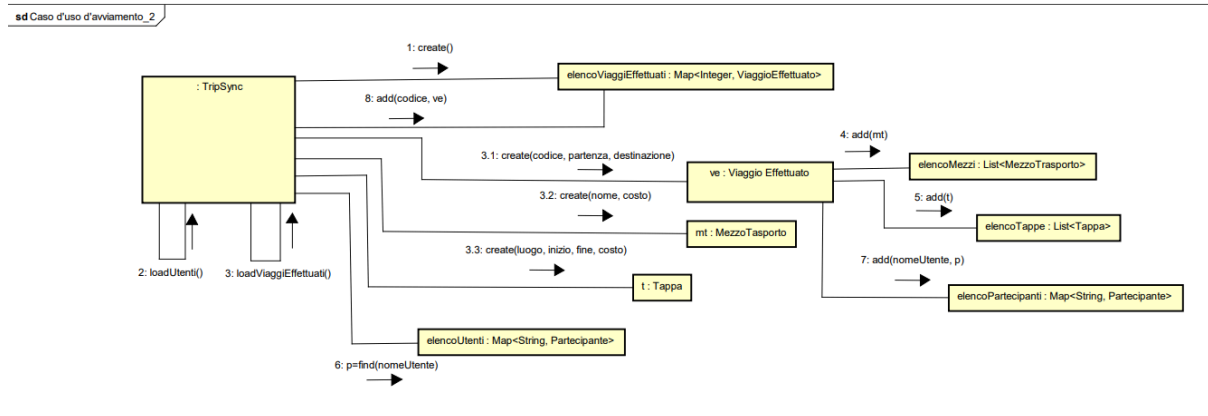 sd Caso d'uso d'avviamento_2
1: create()
elencoViaggiEffettuati : Map<Integer, ViaggioEffettuato>
: TripSync
8: add(codice, ve)
4: add(mt)
3.1: create(codice, partenza, destinazione)
elencoMezzi : List<MezzoTrasporto>
ve : Viaggio Effettuato
3.2: create(nome, costo)
5: add(t)
elencoTappe : List<Tappa>
mt : MezzoTasporto
3.3: create(luogo, inizio, fine, costo)
7: add(nomeUtente, p)
2: loadUtenti()
3: loadViaggiEffettuati()
t : Tappa
elencoPartecipanti : Map<String, Partecipante>
elencoUtenti : Map<String, Partecipante>
6: p=find(nomeUtente)